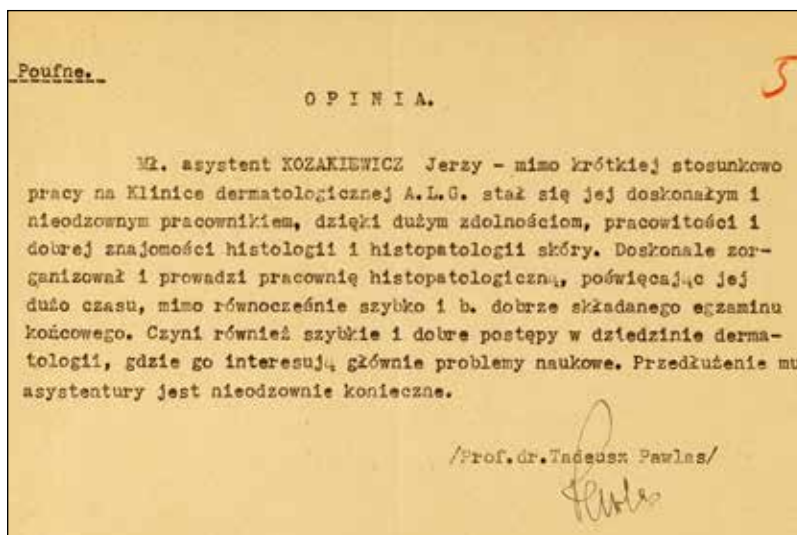 Poufne.
5
O P I N I A.
Mł. asystent KOZAKIEWICZ Jerzy - mimo krótkiej stosunkowo
pracy na Klinice dermatologicznej A.L.G. stał się jej doskonałym i
nieodzownym pracownikiem, dzięki dużym zdolnościom, pracowitości i
dobrej znajomości histologii i histopatologii skóry. Doskonale zor-
ganizował i prowadzi pracownię histopatologiczną, poświęcając jej
dużo czasu, mimo równocześnie szybko i b. dobrze składanego egzaminu
końcowego. Czyni również szybkie i dobre postępy w dziedzinie derma-
tologii, gdzie go interesują głównie problemy naukowe. Przedłużenie mu
asystentury jest nieodzownie konieczne.
/Prof.dr.Tadeusz Pawlas/
Pawlas